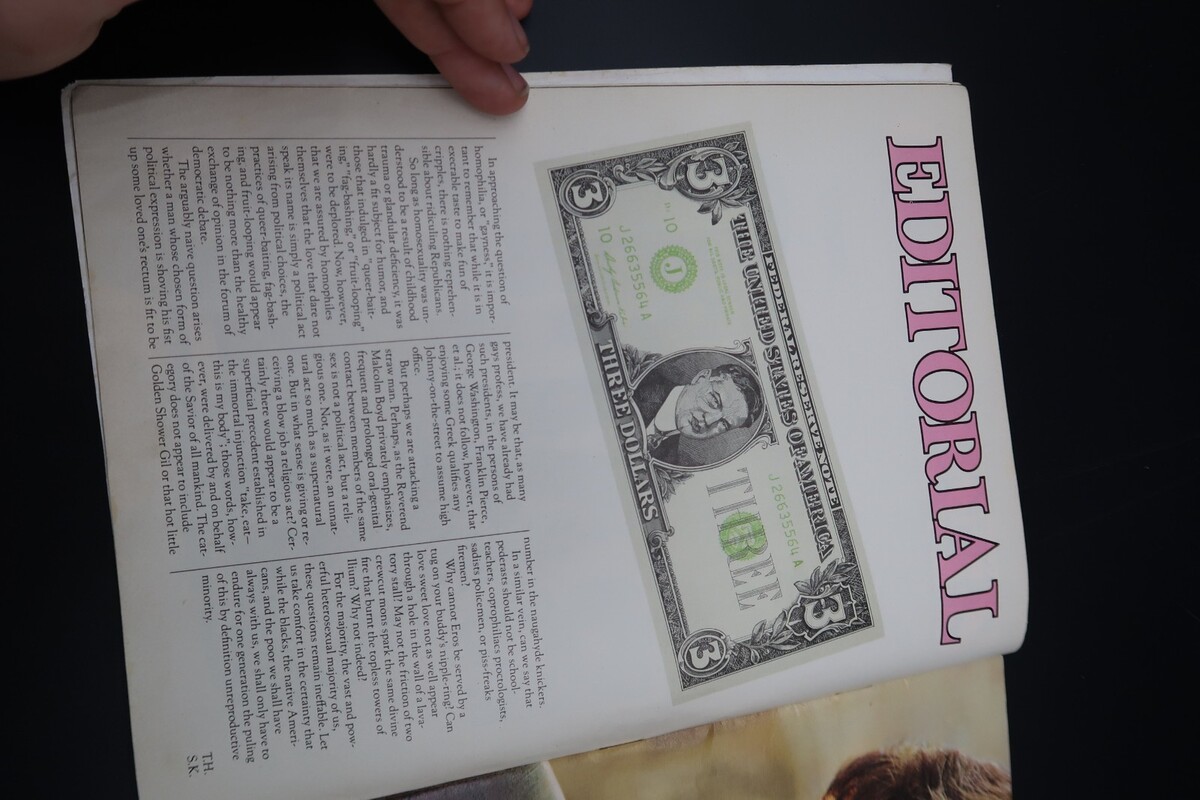 EDITORIAL
FEDERAL RESERVE NOTE
THE UNITED STATES OF AMERICA
3
3
3
3
10
J 26635564 A
J
10
THREE
J 26635564 A
THREE DOLLARS
In approaching the question of
homophilia, or "gayness," it is impor-
tant to remember that while it is in
execrable taste to make fun of
cripples, there is nothing reprehen-
sible about ridiculing Republicans.
So long as homosexuality was un-
derstood to be a result of childhood
trauma or glandular deficiency, it was
hardly a fit subject for humor, and
those that indulged in "queer-bait-
ing," "fag-bashing," or "fruit-looping"
were to be deplored. Now, however,
that we are assured by homophiles
themselves that the love that dare not
speak its name is simply a political act
arising from political choices, the
practices of queer-baitting, fag-bash-
ing, and fruit-looping would appear
to be nothing more than the healthy
exchange of opinion in the forum of
democratic debate.
The arguably naive question arises
whether a man whose chosen form of
political expression is shoving his fist
up some loved one's rectum is fit to be
president. It may be that, as many
gays profess, we have already had
such presidents, in the persons of
George Washington, Franklin Pierce,
et al.; it does not follow, however, that
enjoying some Greek qualifies any
Johnny-on-the-street to assume high
office.
But perhaps we are attacking a
straw man. Perhaps, as the Reverend
Malcolm Boyd privately emphasizes,
frequent and prolonged oral-genital
contact between members of the same
sex is not a political act, but a reli-
gious one. Not, as it were, an unnat-
ural act so much as a supernatural
one. But in what sense is giving or re-
ceiving a blow job a religious act? Cer-
tainly there would appear to be a
superficial precedent established in
the immortal injunction "take, eat—
this is my body"; those words, how-
ever, were delivered by and on behalf
of the Savior of all mankind. The cat-
egory does not appear to include
Golden Shower Gil or that hot little
number in the naugahyde knickers.
In a similar vein, can we say that
pederasts should not be school-
teachers, coprophiliacs proctologists,
sadists policemen, or piss-freaks
firemen?
Why cannot Eros be served by a
tug on your buddy's nipple-ring? Can
love sweet love not as well appear
through a hole in the wall of a lava-
tory stall? May not the friction of two
crewcut mons spark the same divine
fire that burnt the topless towers of
Ilium? Why not indeed?
For the majority, the vast and pow-
erful heterosexual majority of us,
these questions remain ineffable. Let
us take comfort in the certainty that
while the blacks, the native Ameri-
cans, and the poor we shall have
always with us, we shall only have to
endure for one generation the puling
of this by definition unreproductive
minority.
T.H.
S.K.